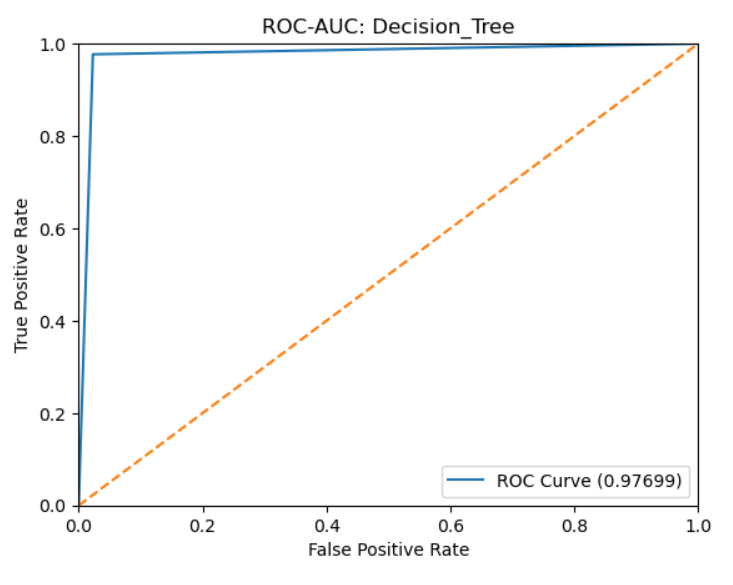 ROC-AUC: Decision_Tree
1.0
0.8
0.6
0.4
0.2
0.0
True Positive Rate
ROC Curve (0.97699)
0.0 0.2 0.4 0.6 0.8 1.0
False Positive Rate